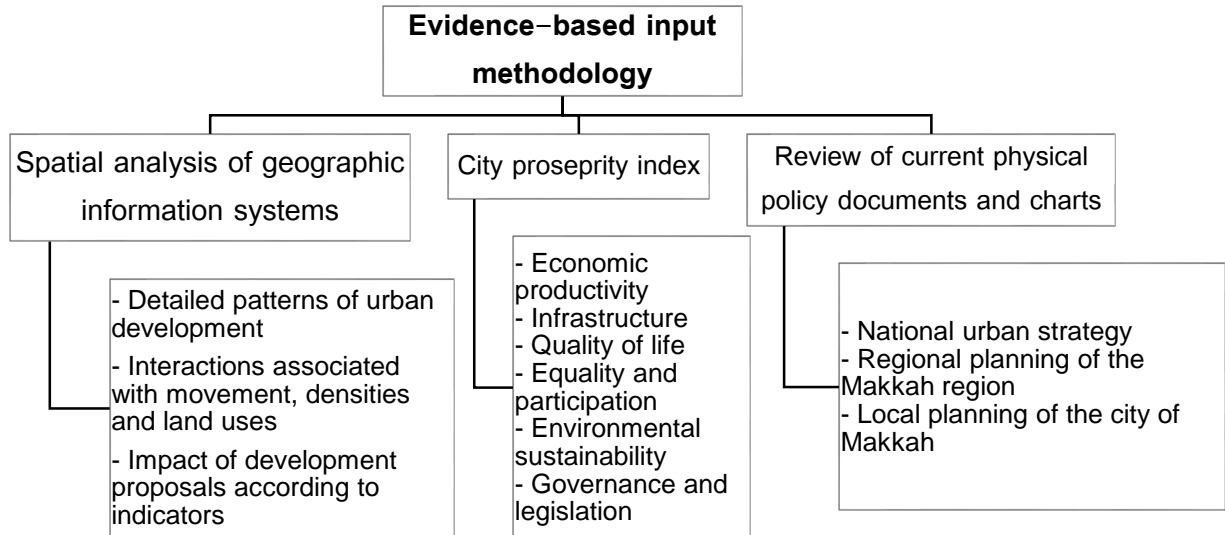 Evidence−based input
methodology
Spatial analysis of geographic
information systems
City proseprity index
Review of current physical
policy documents and charts
- Detailed patterns of urban
development
- Interactions associated
with movement, densities
and land uses
- Impact of development
proposals according to
indicators
- Economic
productivity
- Infrastructure
- Quality of life
- Equality and
participation
- Environmental
sustainability
- Governance and
legislation
- National urban strategy
- Regional planning of the
Makkah region
- Local planning of the city of
Makkah